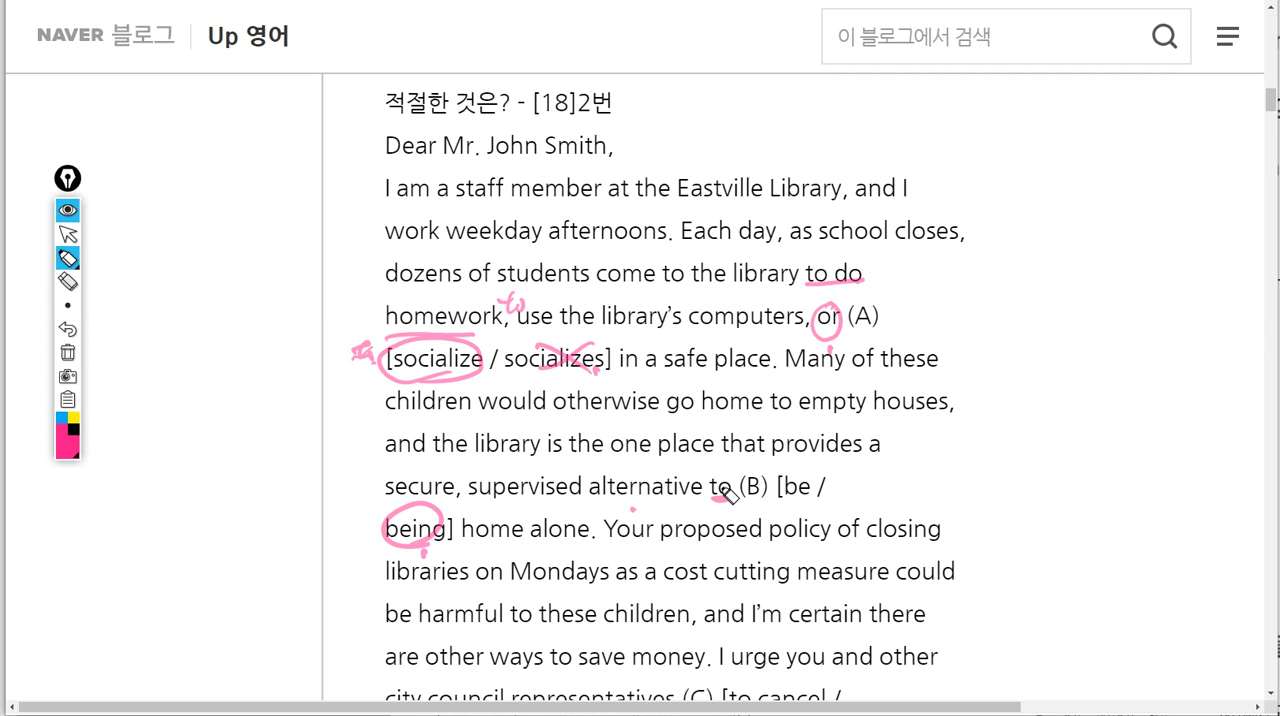 NAVER 블로그 Up 영어
이 블로그에서 검색
적절한 것은? - [18]2번
Dear Mr. John Smith,
I am a staff member at the Eastville Library, and I
work weekday afternoons. Each day, as school closes,
dozens of students come to the library to do
to
homework, use the library's computers, or (A)
[socialize / socializes] in a safe place. Many of these
children would otherwise go home to empty houses,
and the library is the one place that provides a
secure, supervised alternative to (B) [be /
being] home alone. Your proposed policy of closing
libraries on Mondays as a cost cutting measure could
be harmful to these children, and I'm certain there
are other ways to save money. I urge you and other
city council representatives (C) [to cancel /